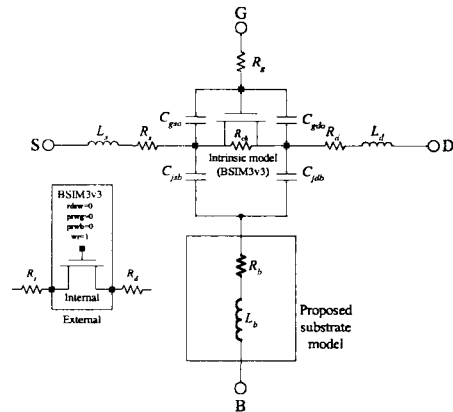 G
R_g
C_gso
C_gdo
L_s
R_s
R_ch
R_d
L_d
S
D
Intrinsic model
(BSIM3v3)
C_jsb
C_jdb
BSIM3v3
rdsw=0
prwg=0
prwb=0
wr=1
R_s
R_d
Internal
External
R_b
L_b
Proposed
substrate
model
B